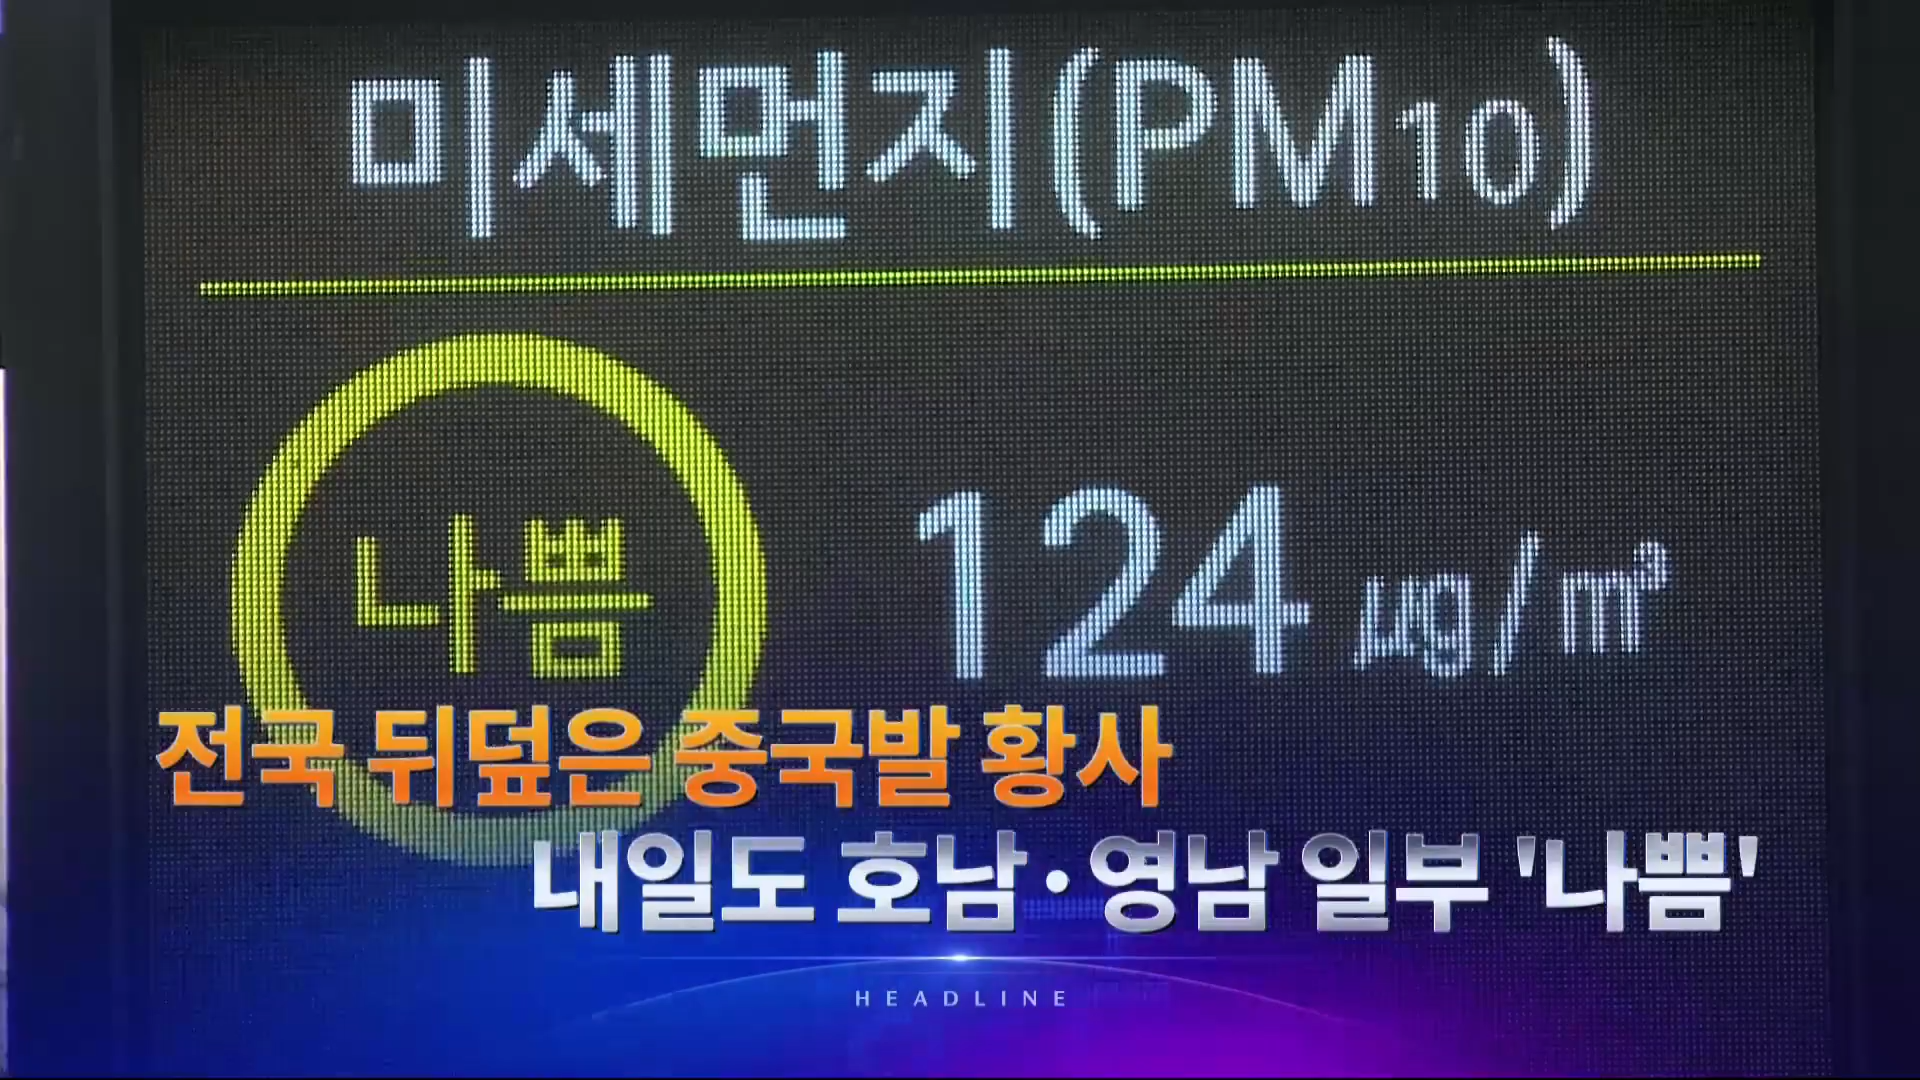 미세먼지(PM10)
나쁨
124 μg/㎥
전국 뒤덮은 중국발 황사
내일도 호남·영남 일부 '나쁨'
HEADLINE